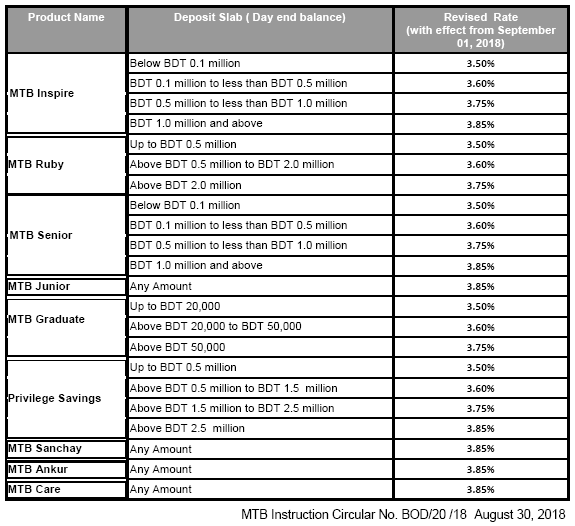 Product Name Deposit Slab ( Day end balance) Revised Rate
(with effect from September
01, 2018)
MTB Inspire
Below BDT 0.1 million 3.50%
BDT 0.1 million to less than BDT 0.5 million 3.60%
BDT 0.5 million to less than BDT 1.0 million 3.75%
BDT 1.0 million and above 3.85%
MTB Ruby
Up to BDT 0.5 million 3.50%
Above BDT 0.5 million to BDT 2.0 million 3.60%
Above BDT 2.0 million 3.75%
MTB Senior
Below BDT 0.1 million 3.50%
BDT 0.1 million to less than BDT 0.5 million 3.60%
BDT 0.5 million to less than BDT 1.0 million 3.75%
BDT 1.0 million and above 3.85%
MTB Junior Any Amount 3.85%
MTB Graduate
Up to BDT 20,000 3.50%
Above BDT 20,000 to BDT 50,000 3.60%
Above BDT 50,000 3.75%
Privilege Savings
Up to BDT 0.5 million 3.50%
Above BDT 0.5 million to BDT 1.5 million 3.60%
Above BDT 1.5 million to BDT 2.5 million 3.75%
Above BDT 2.5 million 3.85%
MTB Sanchay Any Amount 3.85%
MTB Ankur Any Amount 3.85%
MTB Care Any Amount 3.85%
MTB Instruction Circular No. BOD/20 /18 August 30, 2018